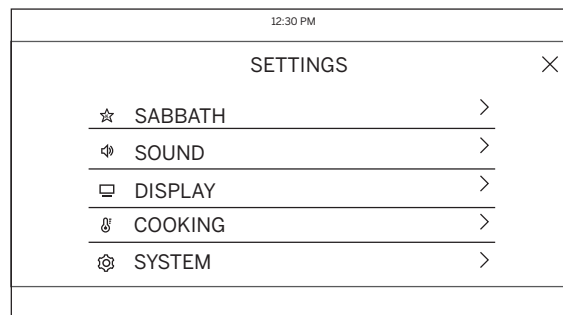 12:30 PM
SETTINGS
SABBATH
SOUND
DISPLAY
COOKING
SYSTEM